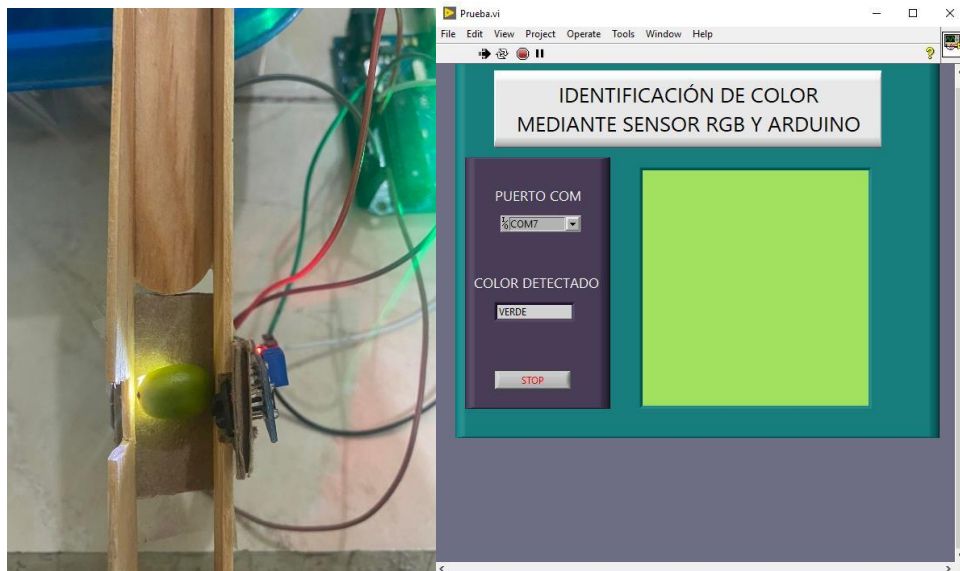 Prueba.vi
File Edit View Project Operate Tools Window Help
IDENTIFICACIÓN DE COLOR
MEDIANTE SENSOR RGB Y ARDUINO
PUERTO COM
COM7
COLOR DETECTADO
VERDE
STOP